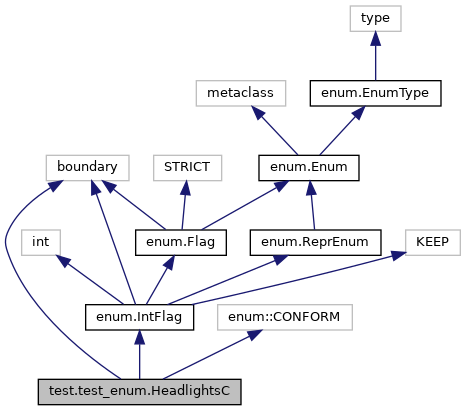 type
metaclass
enum.EnumType
boundary
STRICT
enum.Enum
int
enum.Flag
enum.ReprEnum
KEEP
enum.IntFlag
enum::CONFORM
test.test_enum.HeadlightsC